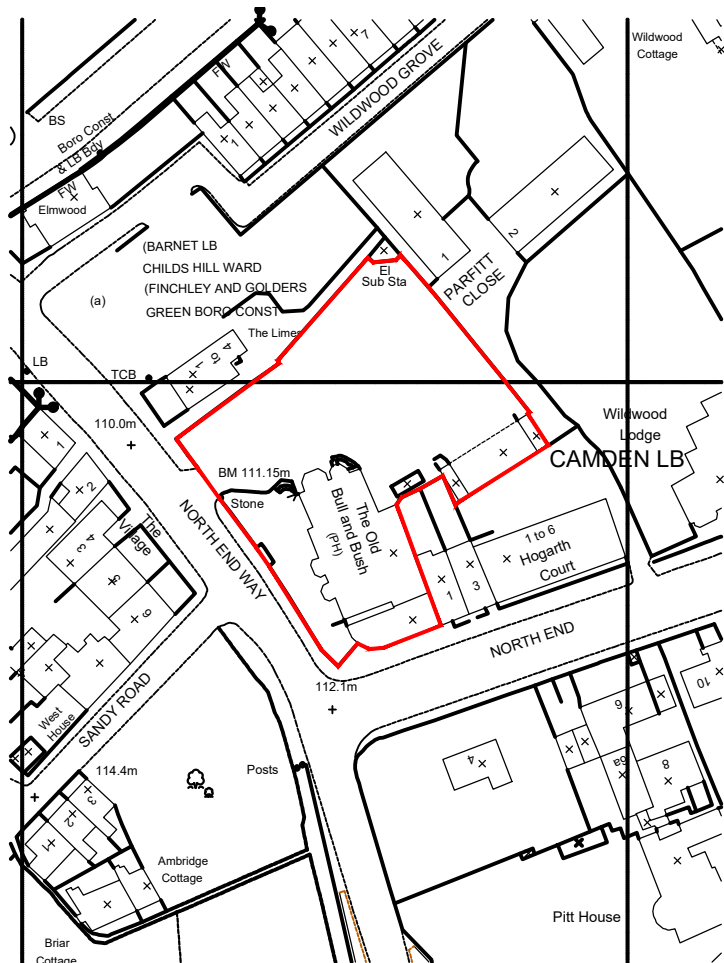 Wildwood
Cottage
7
FW
WILDWOOD GROVE
BS
Boro Const
& LB Bdy
1
FW
Elmwood
(BARNET LB
CHILDS HILL WARD
(FINCHLEY AND GOLDERS
GREEN BORO CONST
(a)
El
Sub Sta
1
2
PARFITT
CLOSE
The Limes
4 to 1
LB
TCB
110.0m
1
2
The
Village
4
3
5
6
BM 111.15m
Stone
NORTH END WAY
The Old
Bull and Bush
(PH)
Wildwood
Lodge
CAMDEN LB
1 to 6
Hogarth
Court
1
3
NORTH END
112.1m
SANDY ROAD
West
House
114.4m
Posts
3
2
1
Ambridge
Cottage
Briar
Cottage
4
6
6a
8
10
Pitt House